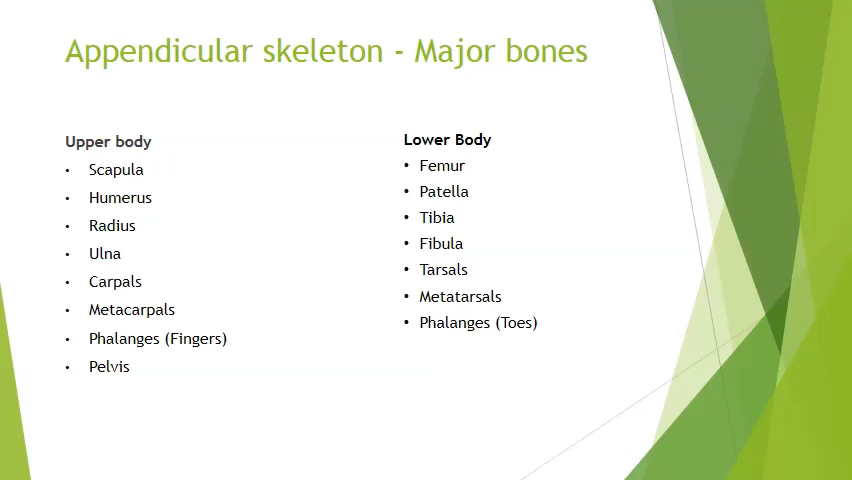 Appendicular skeleton - Major bones
Upper body
• Scapula
• Humerus
• Radius
• Ulna
• Carpals
• Metacarpals
• Phalanges (Fingers)
• Pelvis
Lower Body
• Femur
• Patella
• Tibia
• Fibula
• Tarsals
• Metatarsals
• Phalanges (Toes)